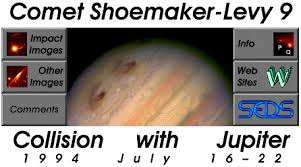 Comet Shoemaker-Levy 9
Impact
Images
Info
P Q
Other
Images
Web
Sites
W
Comments
SEDS
Collision with Jupiter
1994 July 16-22